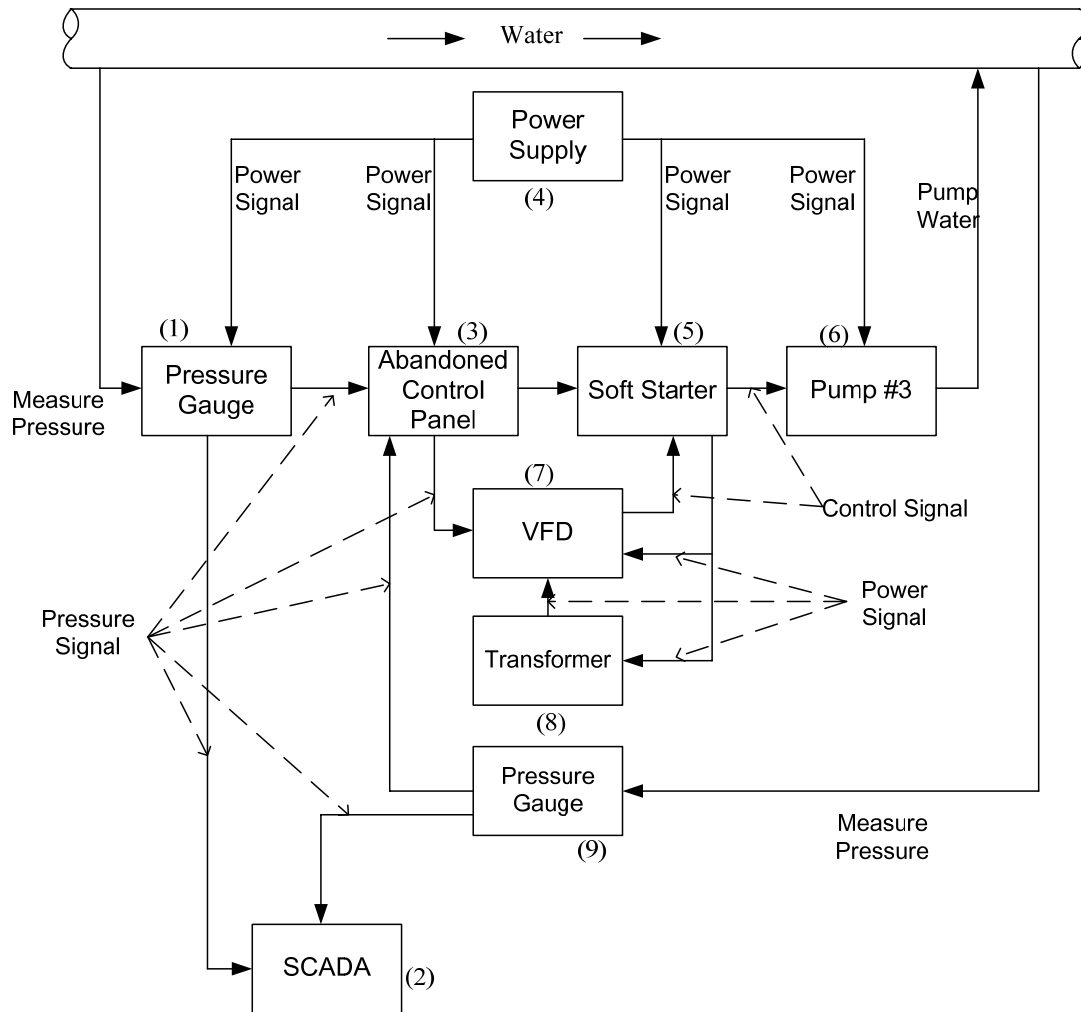 Water
Power
Supply
(4)
Power
Signal
Power
Signal
Power
Signal
Power
Signal
Pump
Water
(1)
(3)
(5)
(6)
Pressure
Gauge
Abandoned
Control
Panel
Soft Starter
Pump #3
Measure
Pressure
(7)
VFD
Control Signal
Pressure
Signal
Power
Signal
Transformer
(8)
Pressure
Gauge
(9)
Measure
Pressure
SCADA
(2)